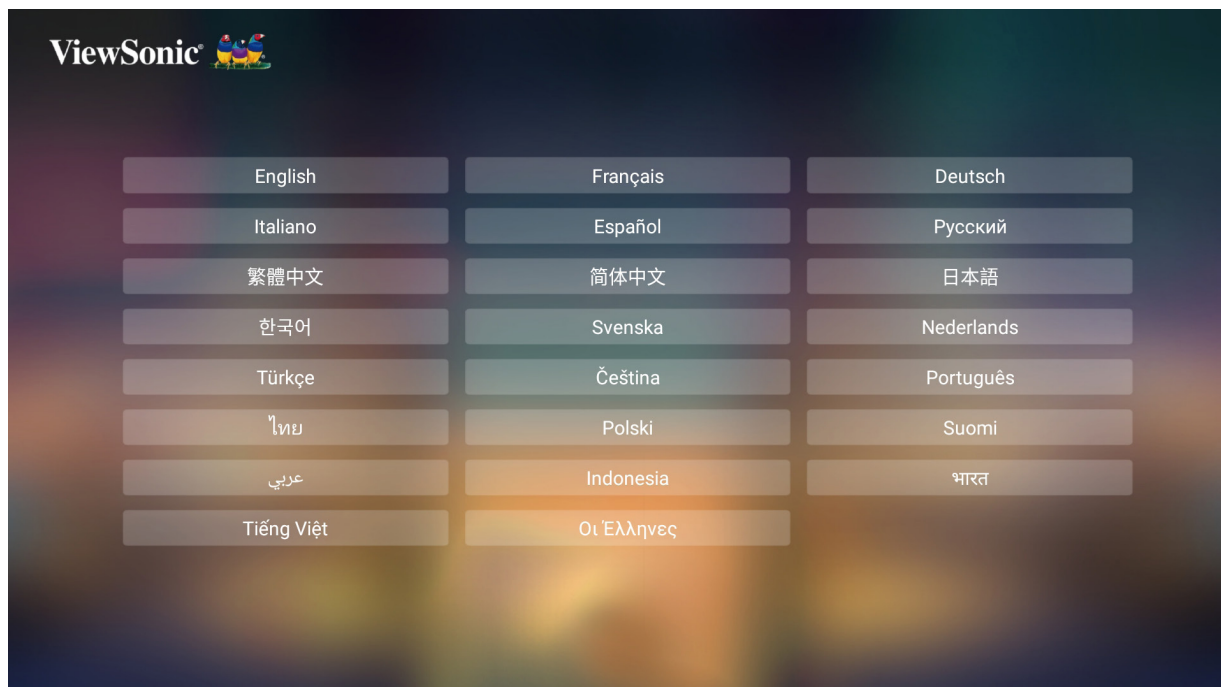 ViewSonic®
English Français Deutsch
Italiano Español Русский
繁體中文 简体中文 日本語
한국어 Svenska Nederlands
Türkçe Čeština Português
ไทย Polski Suomi
عربي Indonesia भारत
Tiếng Việt Οι Έλληνες